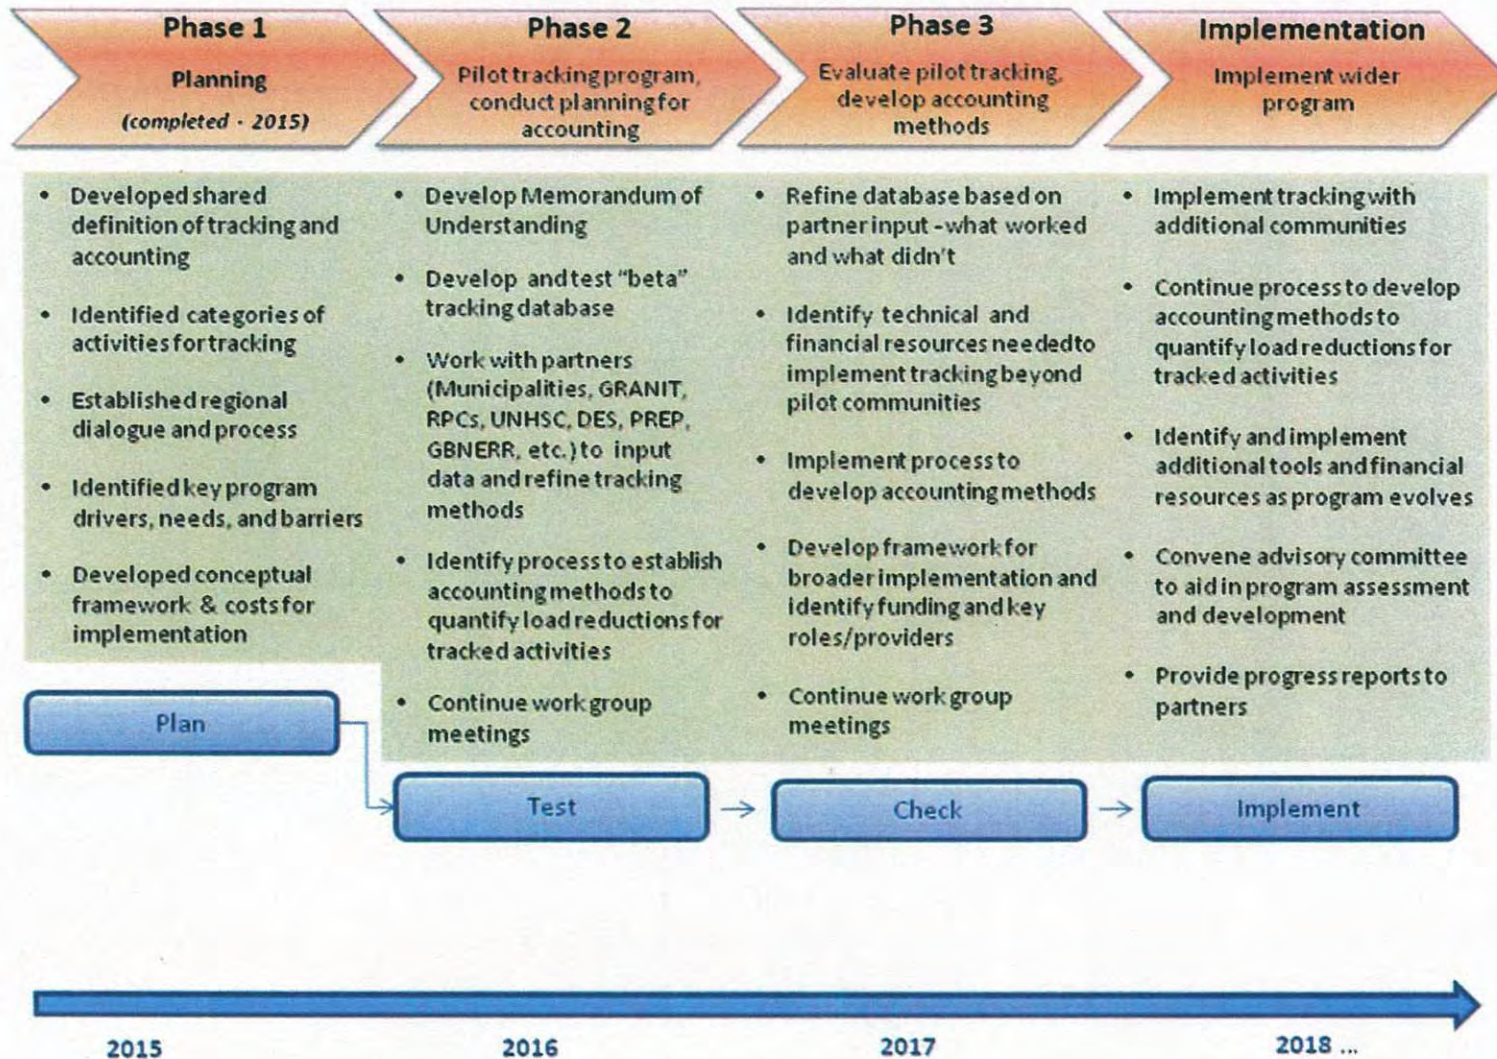 Phase 1
Planning
(completed - 2015)
Phase 2
Pilot tracking program,
conduct planning for
accounting
Phase 3
Evaluate pilot tracking,
develop accounting
methods
Implementation
Implement wider
program
• Developed shared
definition of tracking and
accounting
• Identified categories of
activities for tracking
• Established regional
dialogue and process
• Identified key program
drivers, needs, and barriers
• Developed conceptual
framework & costs for
implementation
• Develop Memorandum of
Understanding
• Develop and test "beta"
tracking database
• Work with partners
(Municipalities, GRANIT,
RPCs, UNHSC, DES, PREP,
GBNERR, etc.) to input
data and refine tracking
methods
• Identify process to establish
accounting methods to
quantify load reductions for
tracked activities
• Continue work group
meetings
• Refine database based on
partner input - what worked
and what didn't
• Identify technical and
financial resources needed to
implement tracking beyond
pilot communities
• Implement process to
develop accounting methods
• Develop framework for
broader implementation and
identify funding and key
roles/providers
• Continue work group
meetings
• Implement tracking with
additional communities
• Continue process to develop
accounting methods to
quantify load reductions for
tracked activities
• Identify and implement
additional tools and financial
resources as program evolves
• Convene advisory committee
to aid in program assessment
and development
• Provide progress reports to
partners
Plan
Test
Check
Implement
2015
2016
2017
2018 ...